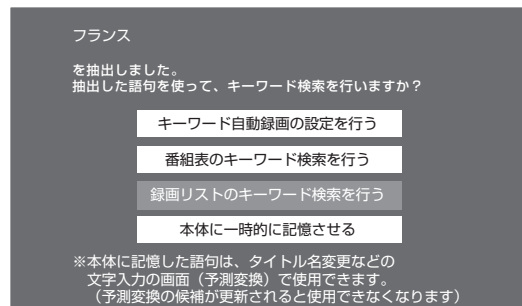 フランス
を抽出しました。
抽出した語句を使って、キーワード検索を行いますか？
キーワード自動録画の設定を行う
番組表のキーワード検索を行う
録画リストのキーワード検索を行う
本体に一時的に記憶させる
※本体に記憶した語句は、タイトル名変更などの
文字入力の画面（予測変換）で使用できます。
（予測変換の候補が更新されると使用できなくなります）